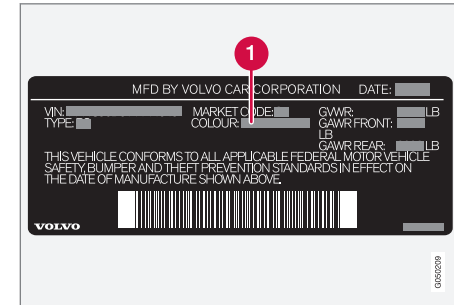 1
MFD BY VOLVO CAR CORPORATION DATE:
VIN: MARKET CODE: GVWR: LB
TYPE: COLOUR: GAWR FRONT:
LB
GAWR REAR: LB
THIS VEHICLE CONFORMS TO ALL APPLICABLE FEDERAL MOTOR VEHICLE
SAFETY, BUMPER AND THEFT PREVENTION STANDARDS IN EFFECT ON
THE DATE OF MANUFACTURE SHOWN ABOVE.
VOLVO
G050209